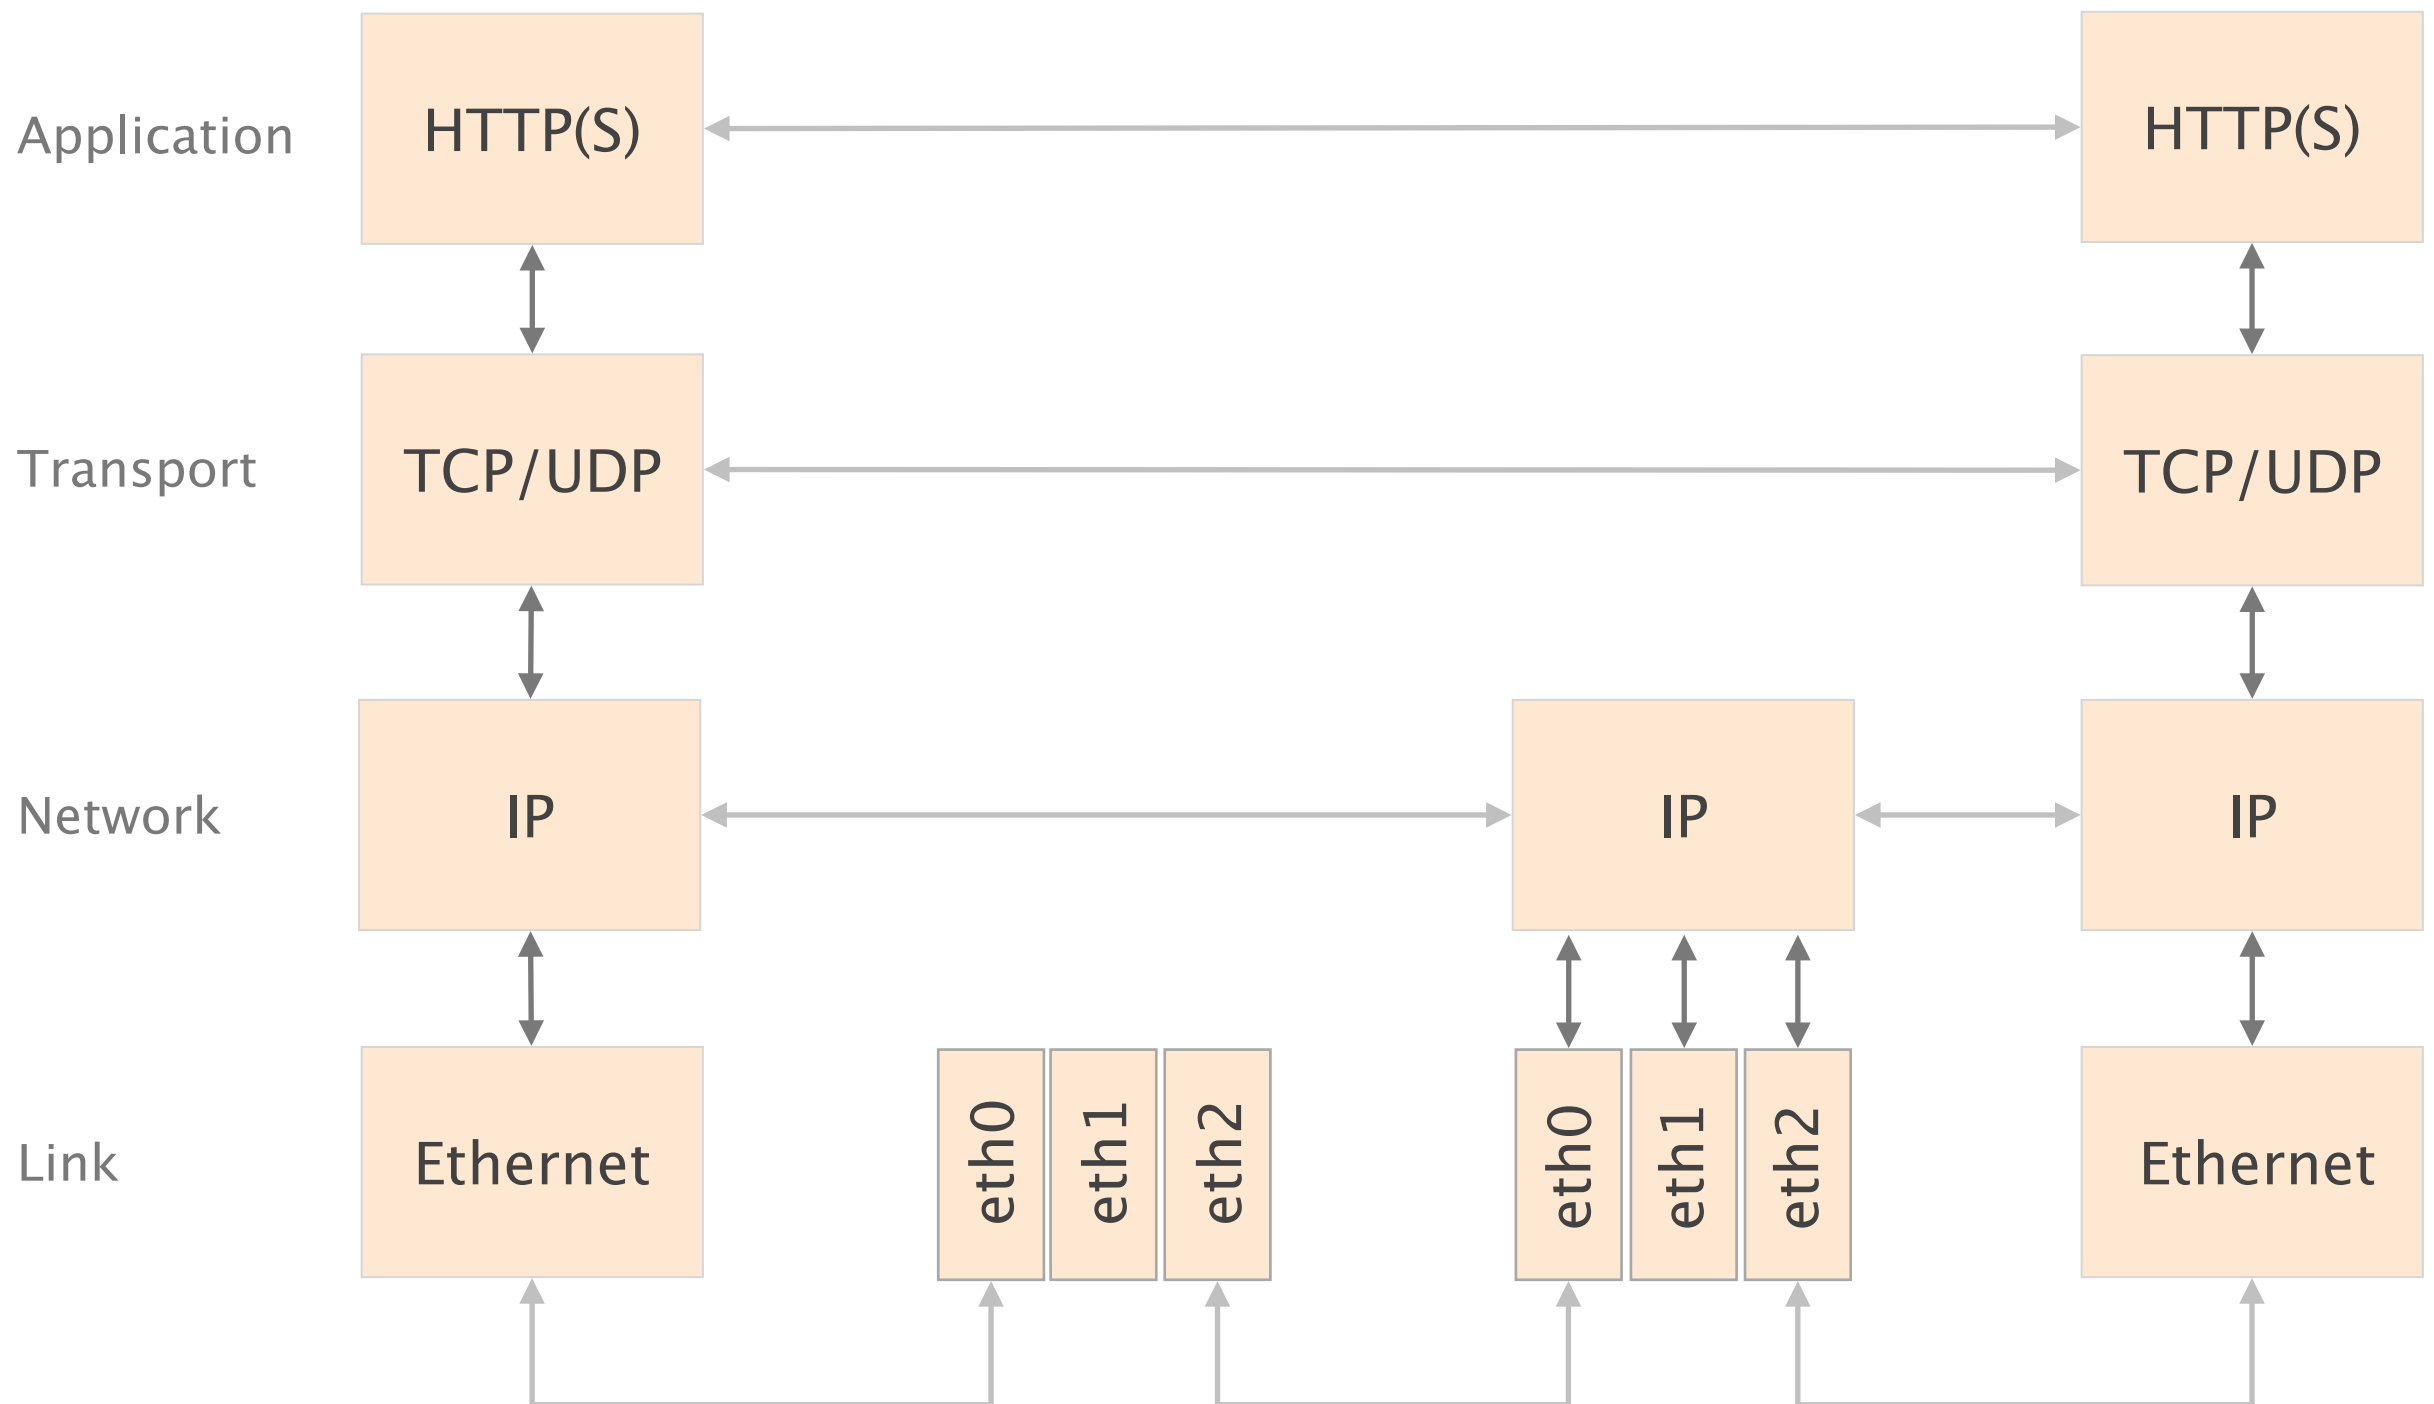 Application
HTTP(S)
HTTP(S)
Transport
TCP/UDP
TCP/UDP
Network
IP
IP
IP
Link
Ethernet
eth0
eth1
eth2
eth0
eth1
eth2
Ethernet